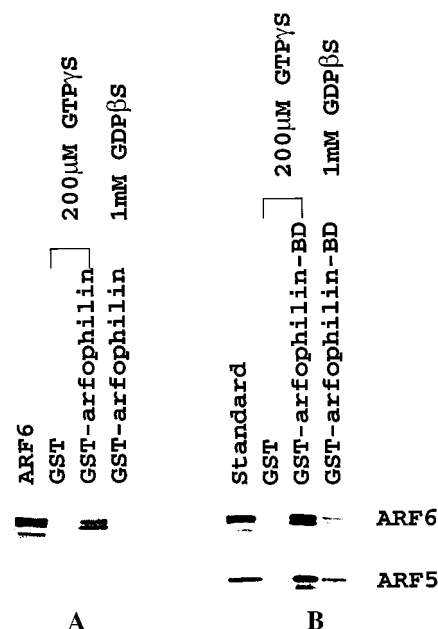 200µM GTPγS
1mM GDPβS
ARF6
GST
GST-arfophilin
GST-arfophilin
A
200µM GTPγS
1mM GDPβS
Standard
GST
GST-arfophilin-BD
GST-arfophilin-BD
ARF6
ARF5
B